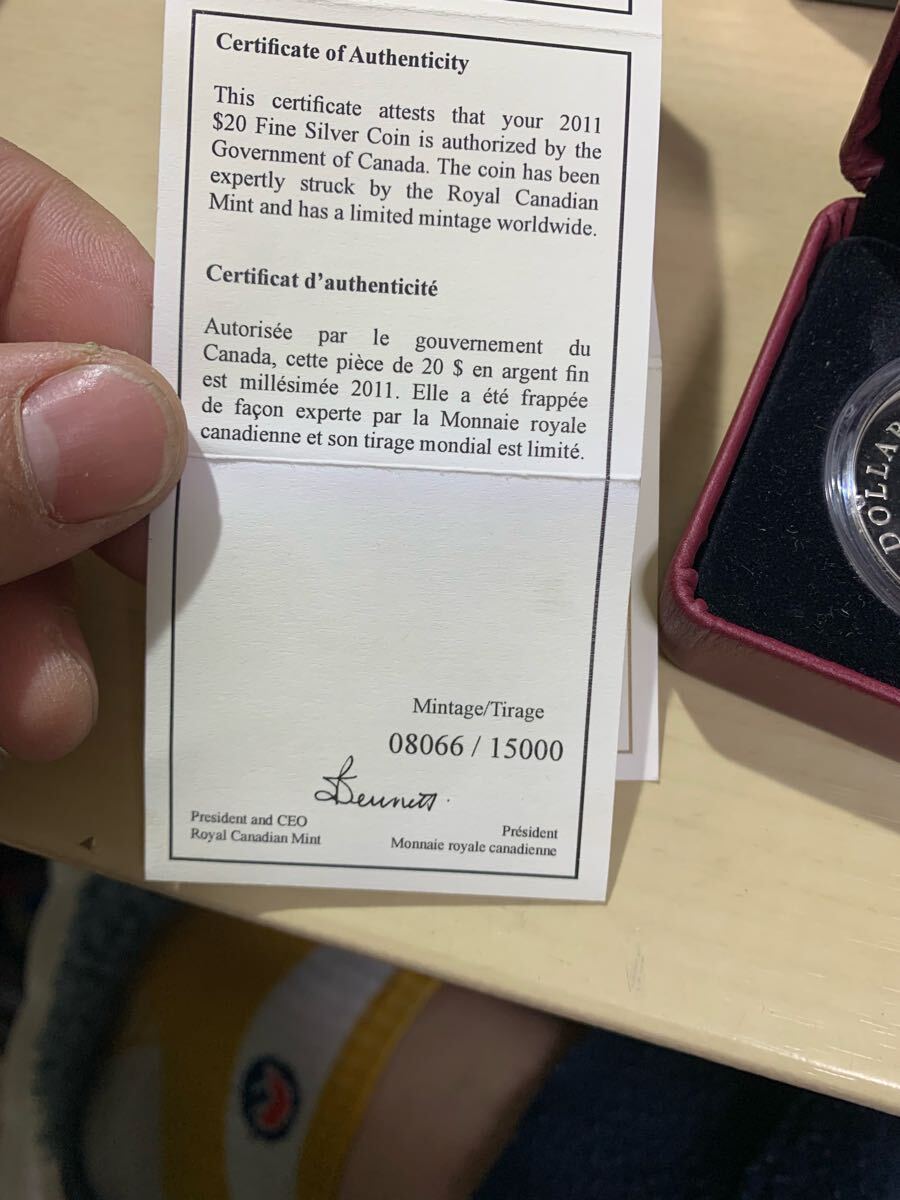 Certificate of Authenticity
This certificate attests that your 2011
$20 Fine Silver Coin is authorized by the
Government of Canada. The coin has been
expertly struck by the Royal Canadian
Mint and has a limited mintage worldwide.
Certificat d'authenticité
Autorisée par le gouvernement du
Canada, cette pièce de 20 $ en argent fin
est millésimée 2011. Elle a été frappée
de façon experte par la Monnaie royale
canadienne et son tirage mondial est limité.
Mintage/Tirage
08066 / 15000
Bennett
President and CEO
Royal Canadian Mint
Président
Monnaie royale canadienne
DOLLAR